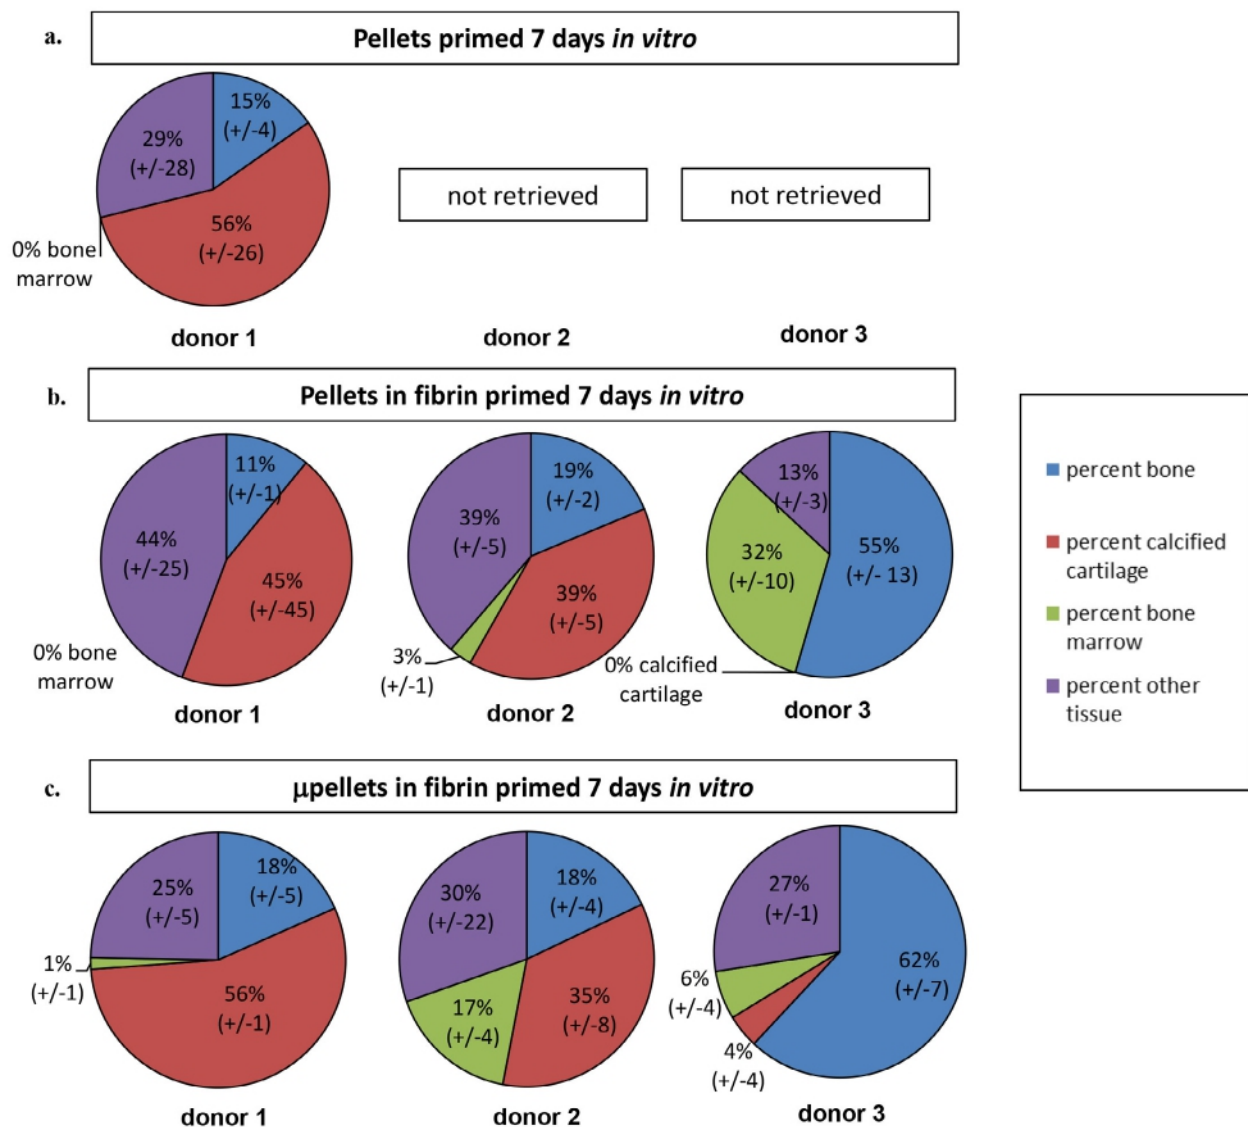 a.
Pellets primed 7 days in vitro
15%
(+/-4)
29%
(+/-28)
56%
(+/-26)
0% bone
marrow
not retrieved
not retrieved
donor 1
donor 2
donor 3
b.
Pellets in fibrin primed 7 days in vitro
11%
(+/-1)
44%
(+/-25)
45%
(+/-45)
0% bone
marrow
19%
(+/-2)
39%
(+/-5)
39%
(+/-5)
3%
(+/-1)
13%
(+/-3)
32%
(+/-10)
55%
(+/- 13)
0% calcified
cartilage
donor 1
donor 2
donor 3
percent bone
percent calcified
cartilage
percent bone
marrow
percent other
tissue
c.
μpellets in fibrin primed 7 days in vitro
18%
(+/-5)
25%
(+/-5)
1%
(+/-1)
56%
(+/-1)
18%
(+/-4)
30%
(+/-22)
17%
(+/-4)
35%
(+/-8)
27%
(+/-1)
62%
(+/-7)
6%
(+/-4)
4%
(+/-4)
donor 1
donor 2
donor 3